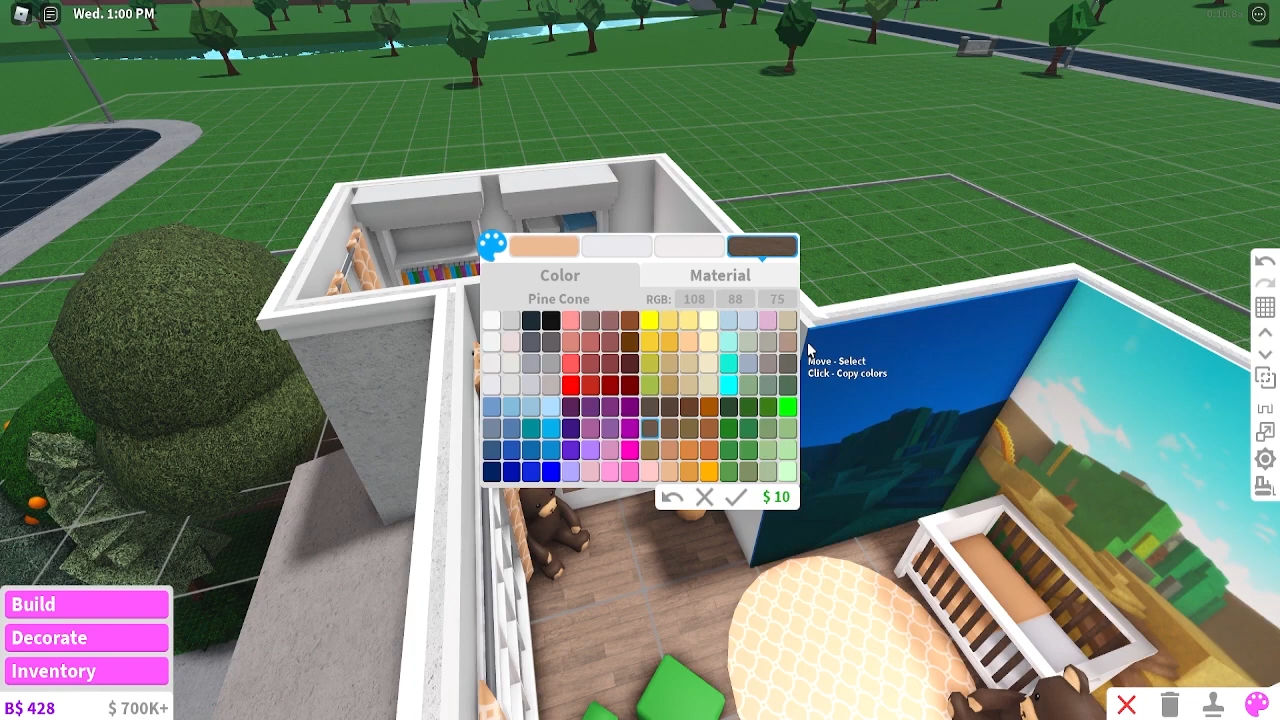 Wed. 1:00 PM
Color
Material
Pine Cone
RGB: 108 88 75
Move - Select
Click - Copy colors
$ 10
Build
Decorate
Inventory
B$ 428
$ 700K+